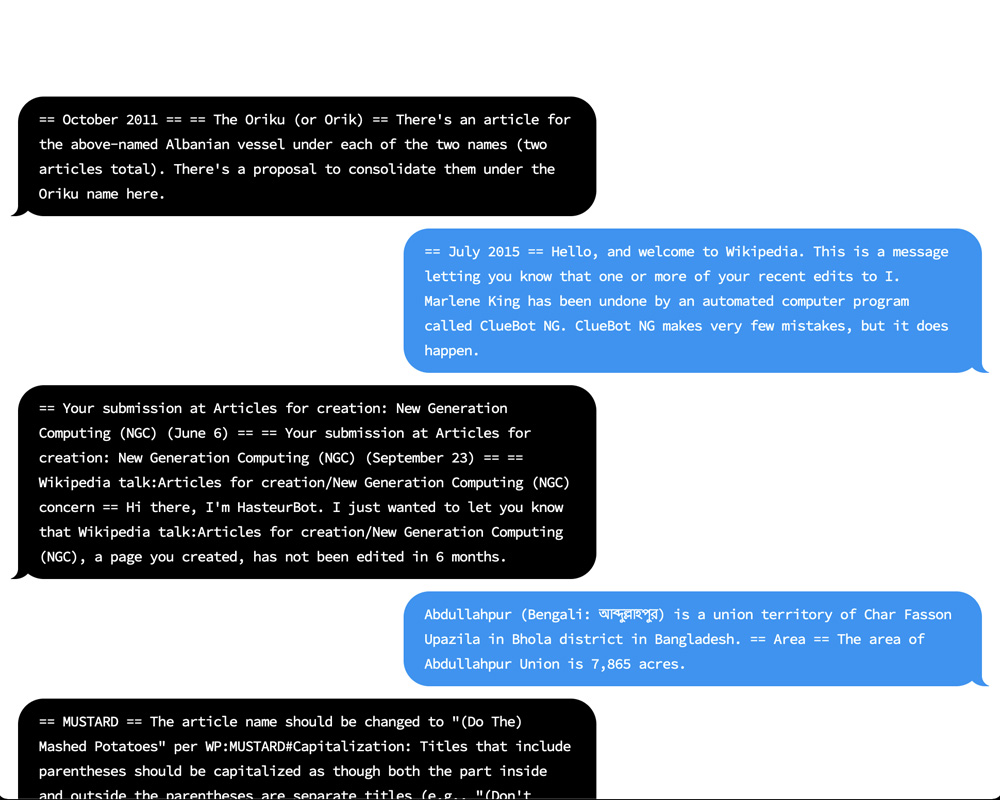 == October 2011 == == The Oriku (or Orik) == There's an article for
the above-named Albanian vessel under each of the two names (two
articles total). There's a proposal to consolidate them under the
Oriku name here.
== July 2015 == Hello, and welcome to Wikipedia. This is a message
letting you know that one or more of your recent edits to I.
Marlene King has been undone by an automated computer program
called ClueBot NG. ClueBot NG makes very few mistakes, but it does
happen.
== Your submission at Articles for creation: New Generation
Computing (NGC) (June 6) == == Your submission at Articles for
creation: New Generation Computing (NGC) (September 23) == ==
Wikipedia talk:Articles for creation/New Generation Computing (NGC)
concern == Hi there, I'm HasteurBot. I just wanted to let you know
that Wikipedia talk:Articles for creation/New Generation Computing
(NGC), a page you created, has not been edited in 6 months.
Abdullahpur (Bengali: আব্দুল্লাহপুর) is a union territory of Char Fasson
Upazila in Bhola district in Bangladesh. == Area == The area of
Abdullahpur Union is 7,865 acres.
== MUSTARD == The article name should be changed to "(Do The)
Mashed Potatoes" per WP:MUSTARD#Capitalization: Titles that include
parentheses should be capitalized as though both the part inside
and outside the parentheses are separate titles (e.g., "(Don't